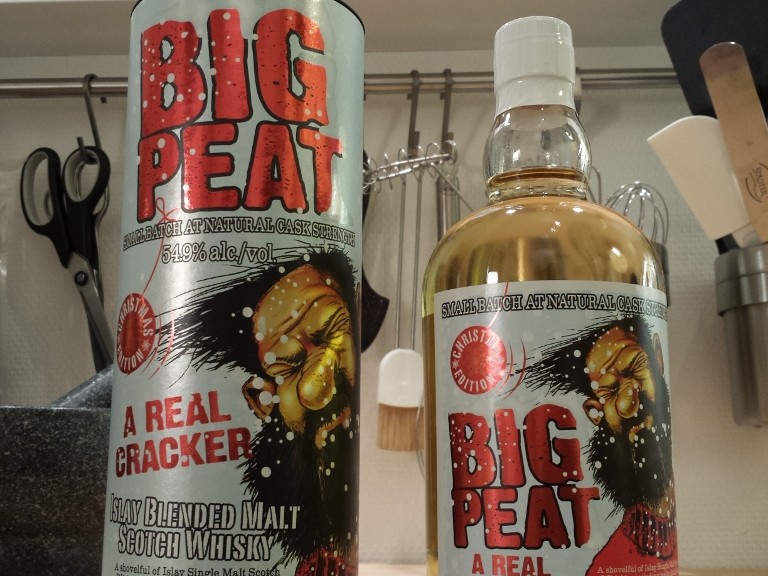 BIG
PEAT
SMALL BATCH AT NATURAL CASK STRENGTH
54.9% alc./vol.
CHRISTMAS
EDITION
A REAL
CRACKER
ISLAY BLENDED MALT
SCOTCH WHISKY
A shovelful of Islay Single Malt Scotch
SMALL BATCH AT NATURAL CASK STREN
CHRISTMAS
EDITION
BIG
PEAT
A REAL
A shovelful of Islay